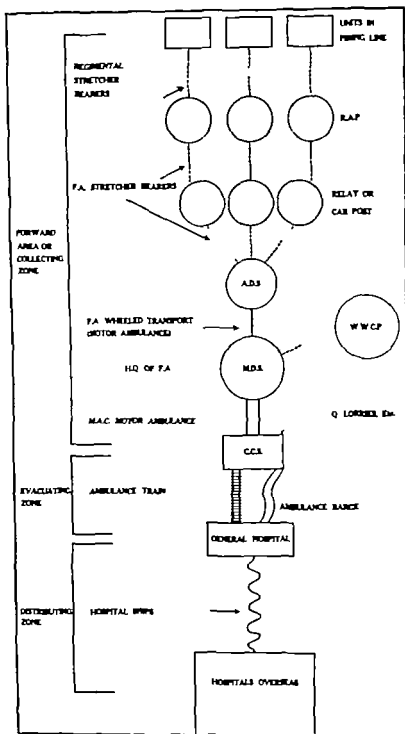 UNITS IN
FIRING LINE
REGIMENTAL
STRETCHER
BEARERS
R.A.P
F.A. STRETCHER BEARERS
RELAY OR
CAR POST
FORWARD
AREA OR
COLLECTING
ZONE
A.D.S
F.A WHEELED TRANSPORT
(MOTOR AMBULANCE)
W.W.C.P
H.Q. OF F.A
M.D.S.
M.A.C. MOTOR AMBULANCE
Q LORRIES, Etc.
C.C.S.
EVACUATING
ZONE
AMBULANCE TRAIN
AMBULANCE BARGE
GENERAL HOSPITAL
DISTRIBUTING
ZONE
HOSPITAL SHIPS
HOSPITALS OVERSEAS